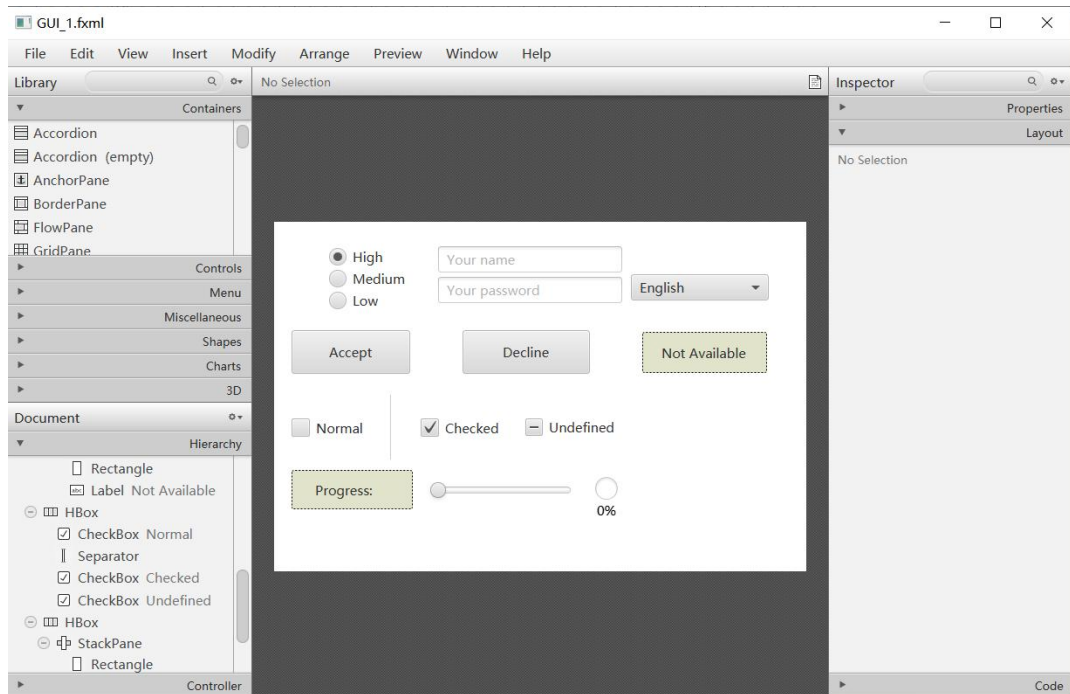 GUI_1.fxml
File Edit View Insert Modify Arrange Preview Window Help
Library
Containers
Accordion
Accordion (empty)
AnchorPane
BorderPane
FlowPane
GridPane
Controls
Menu
Miscellaneous
Shapes
Charts
3D
Document
Hierarchy
Rectangle
abc Label Not Available
HBox
CheckBox Normal
Separator
CheckBox Checked
CheckBox Undefined
HBox
StackPane
Rectangle
Controller
No Selection
High
Medium
Low
Your name
Your password
English
Accept Decline Not Available
Normal Checked Undefined
Progress:
0%
Inspector
Properties
Layout
No Selection
Code